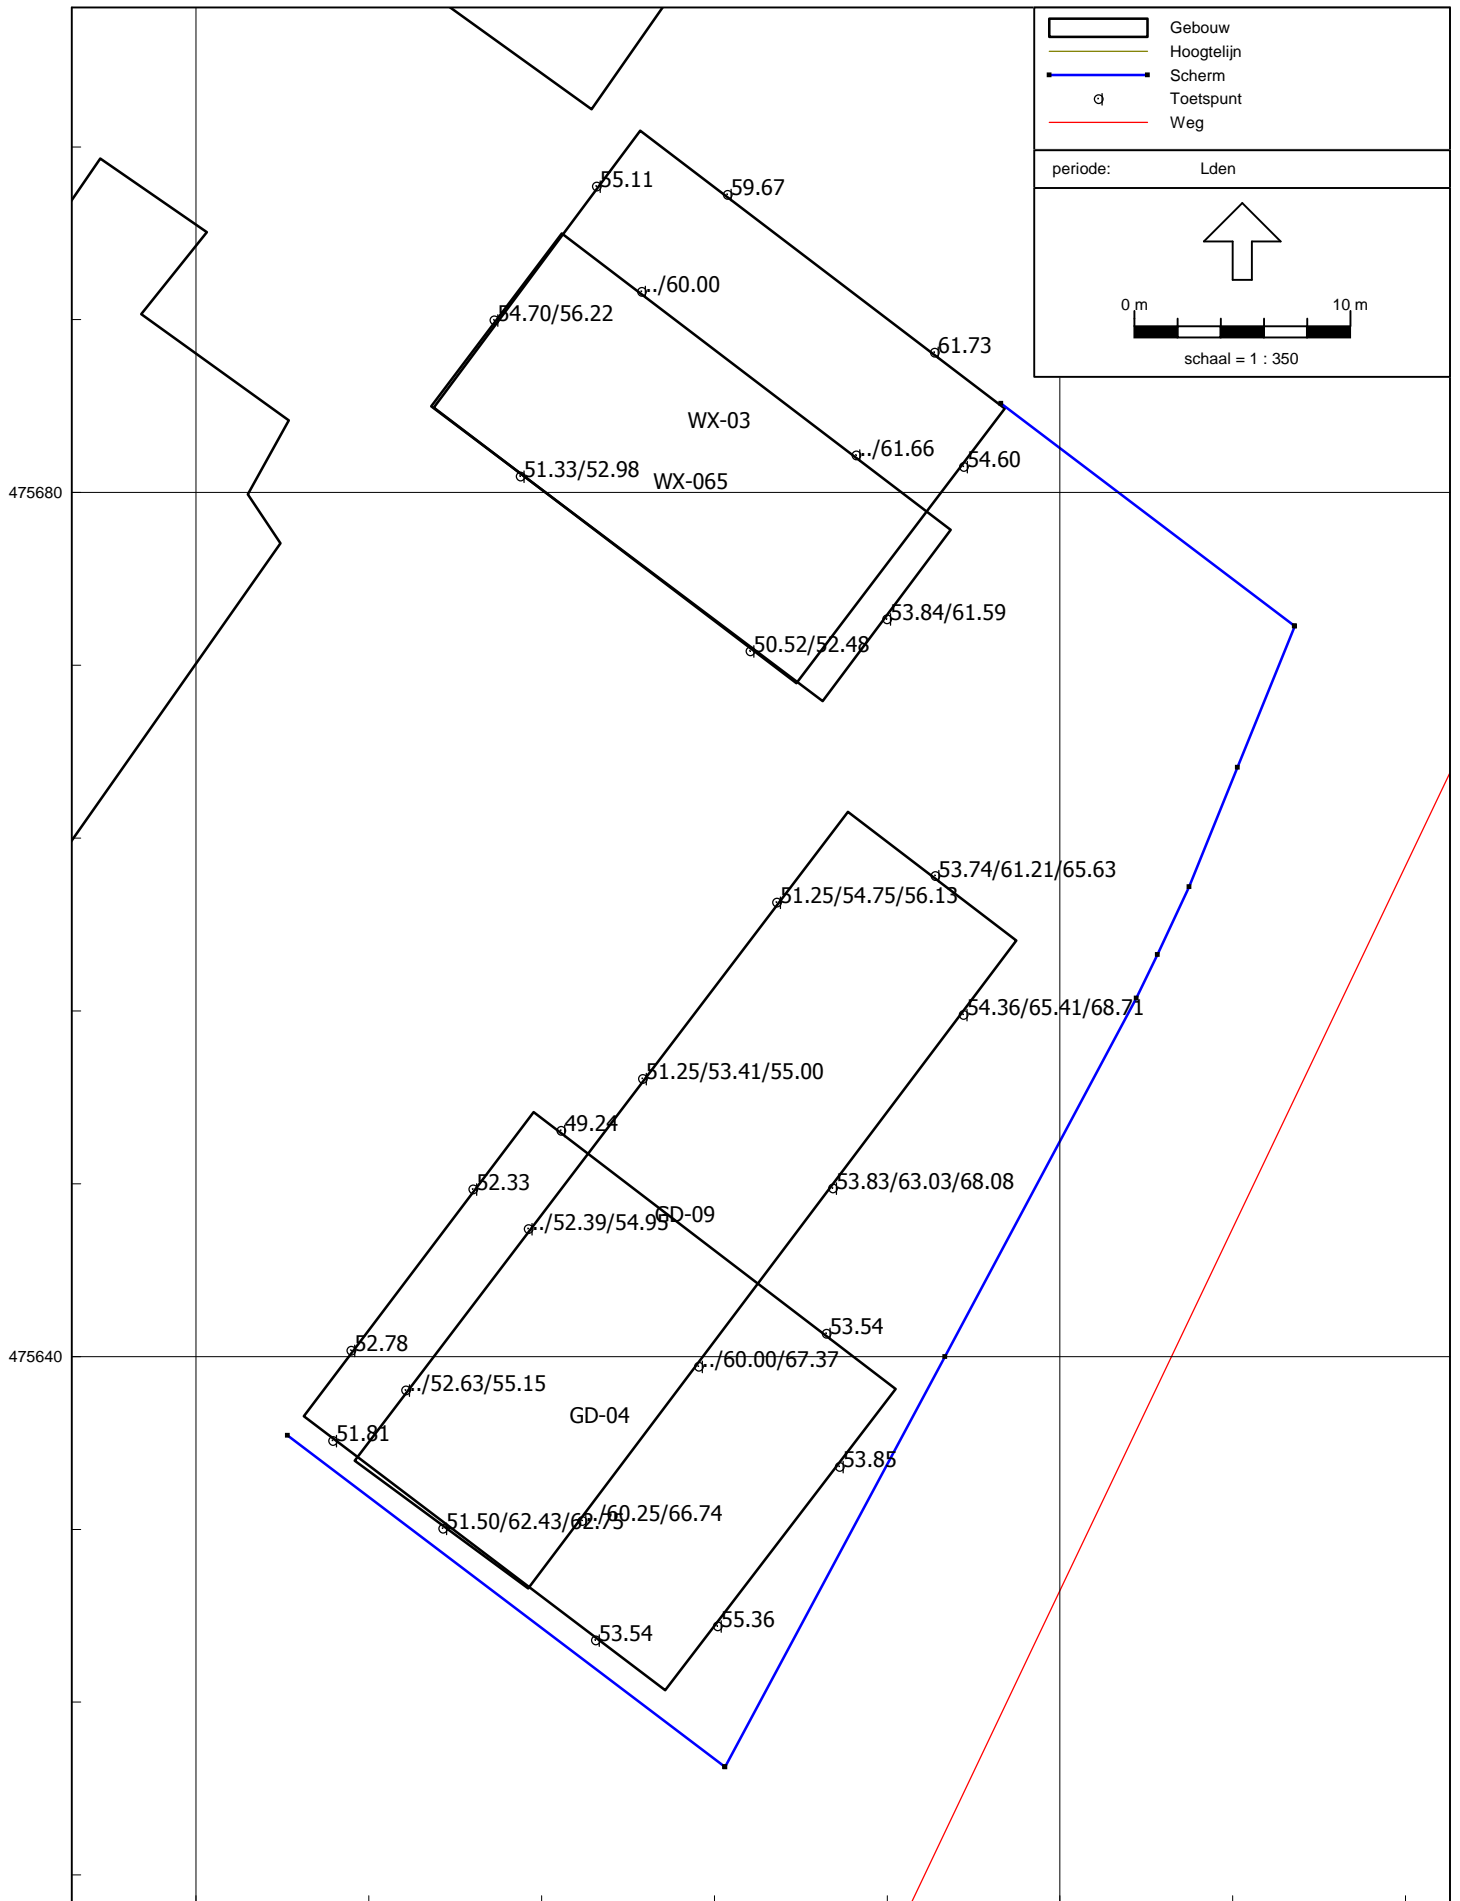 Gebouw
Hoogtelijn
Scherm
Toetspunt
Weg
periode: Lden
0 m 10 m
schaal = 1 : 350
55.11
59.67
../60.00
54.70/56.22
61.73
WX-03
../61.66
54.60
51.33/52.98
WX-065
475680
53.84/61.59
50.52/52.48
53.74/61.21/65.63
51.25/54.75/56.13
54.36/65.41/68.71
51.25/53.41/55.00
49.24
52.33
53.83/63.03/68.08
GD-09
../52.39/54.95
53.54
52.78
475640
../60.00/67.37
../52.63/55.15
GD-04
51.81
53.85
51.50/62.43/62.75
../60.25/66.74
55.36
53.54